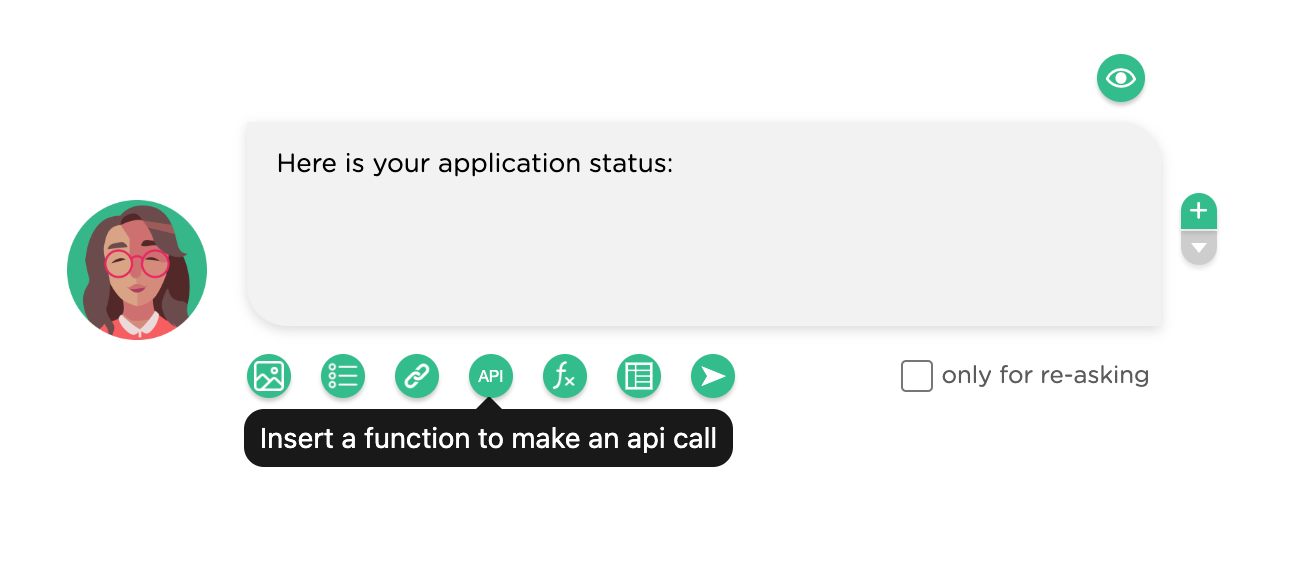 Here is your application status:
API
only for re-asking
Insert a function to make an api call